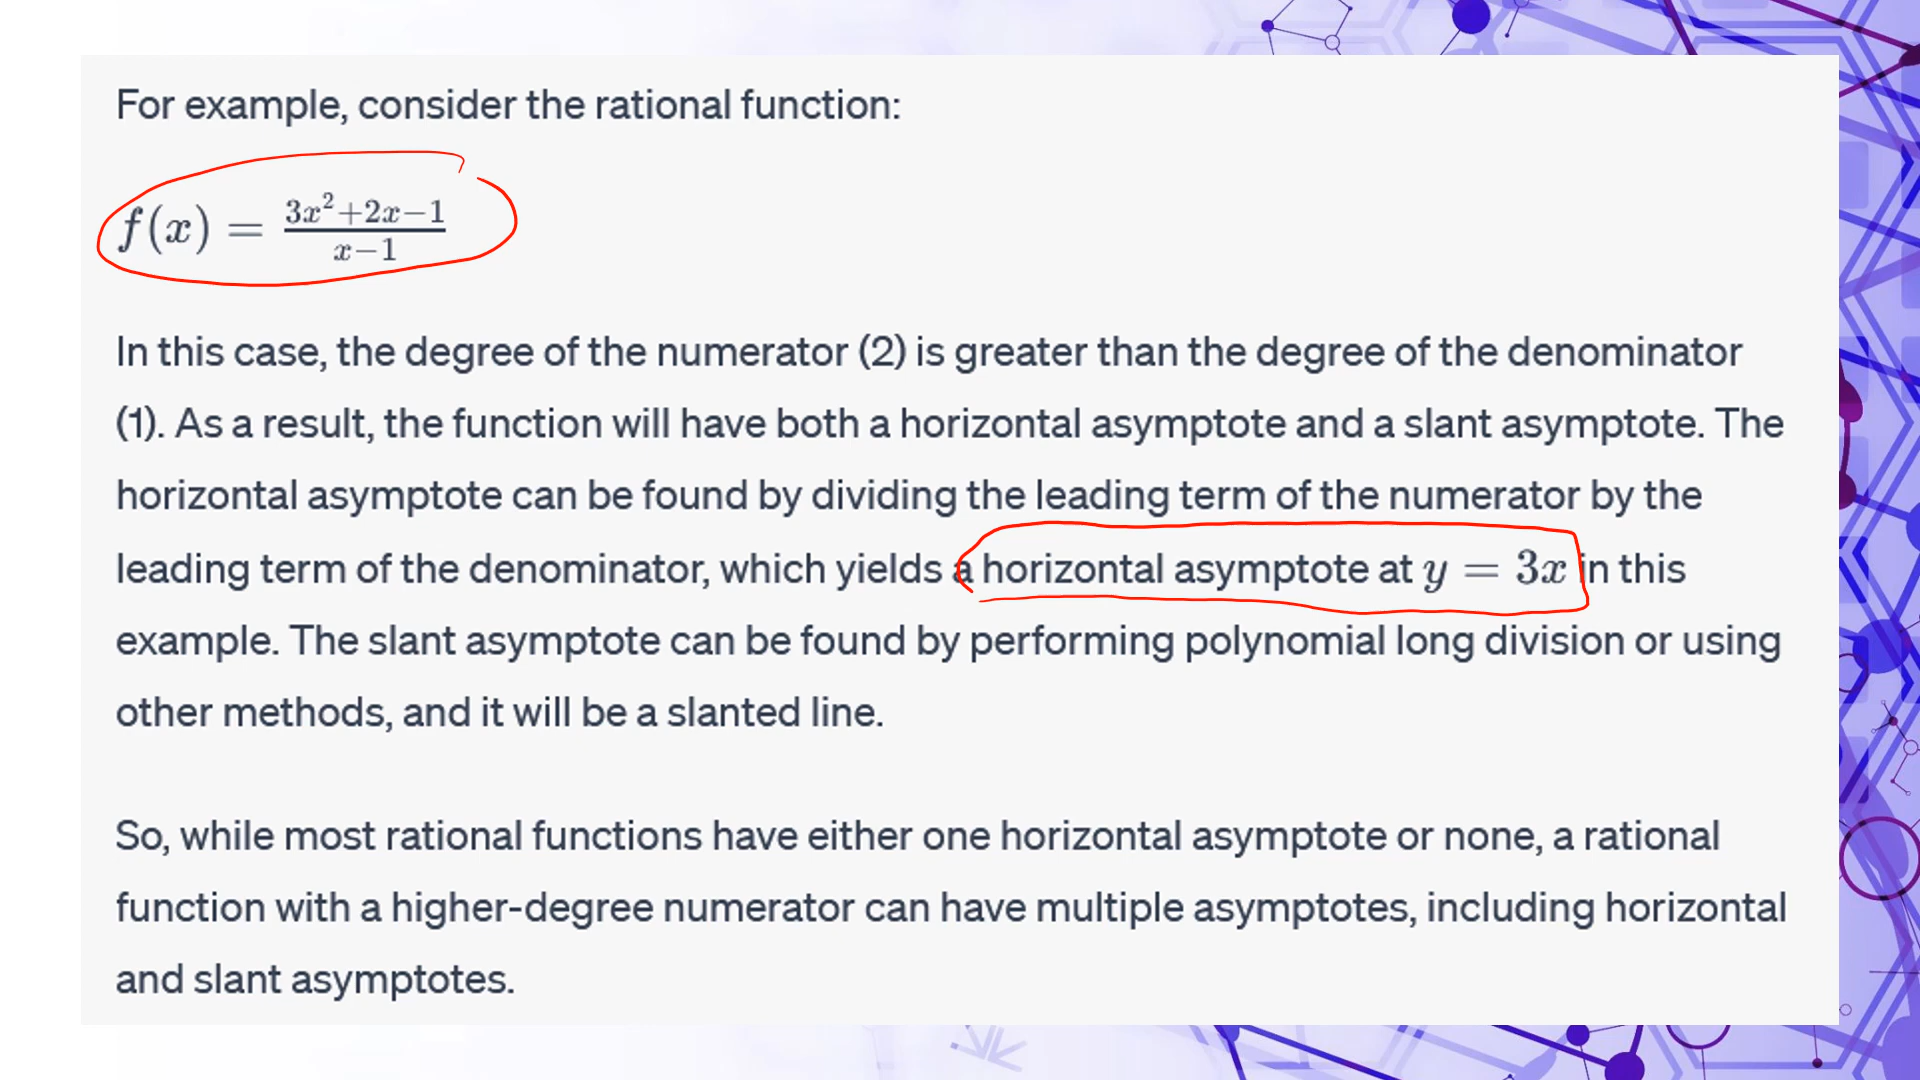 For example, consider the rational function:
f(x) = \frac{3x^2+2x−1}{x−1}
In this case, the degree of the numerator (2) is greater than the degree of the denominator
(1). As a result, the function will have both a horizontal asymptote and a slant asymptote. The
horizontal asymptote can be found by dividing the leading term of the numerator by the
leading term of the denominator, which yields a horizontal asymptote at y = 3x in this
example. The slant asymptote can be found by performing polynomial long division or using
other methods, and it will be a slanted line.
So, while most rational functions have either one horizontal asymptote or none, a rational
function with a higher-degree numerator can have multiple asymptotes, including horizontal
and slant asymptotes.